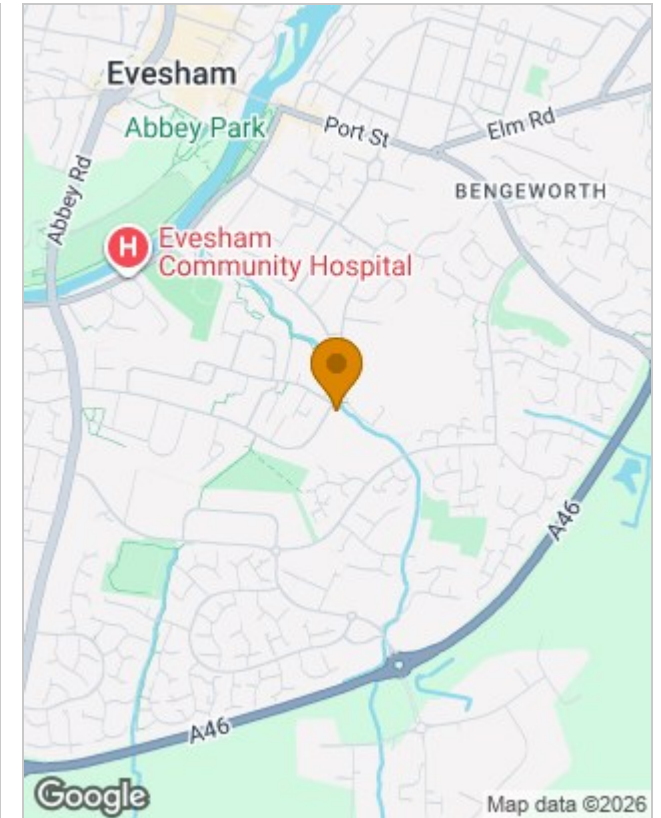 Evesham
Abbey Park
Port St
Elm Rd
Abbey Rd
BENGEWORTH
H
Evesham
Community Hospital
A46
A46
Google
Map data ©2026